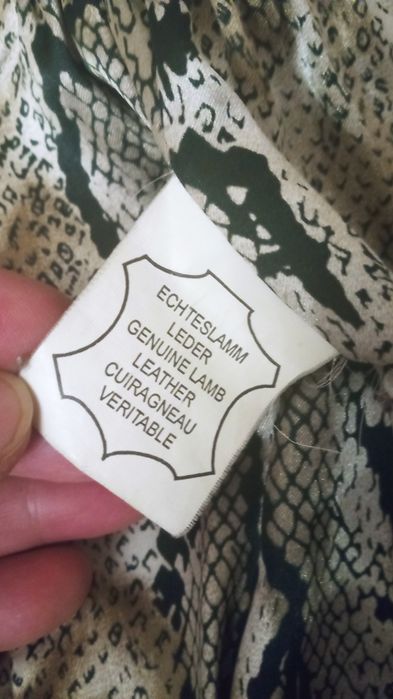 ECHTESLAMM
LEDER
GENUINE LAMB
LEATHER
CUIRAGNEAU
VERITABLE